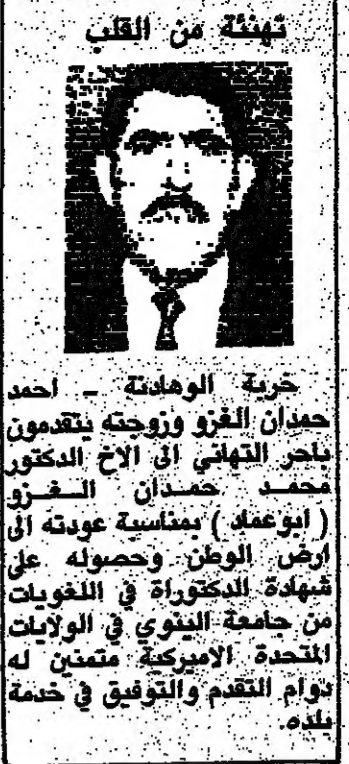 تهنئة من القلب
خربة الوهادنة – احمد
حمدان الغزو وزوجته يتقدمون
باحر التهاني الى الاخ الدكتور
محمد حمدان الغزو
( ابوعماد ) بمناسبة عودته الى
ارض الوطن وحصوله على
شهادة الدكتوراة في اللغويات
من جامعة الينوي في الولايات
المتحدة الاميركية متمنين له
دوام التقدم والتوفيق في خدمة
بلده.